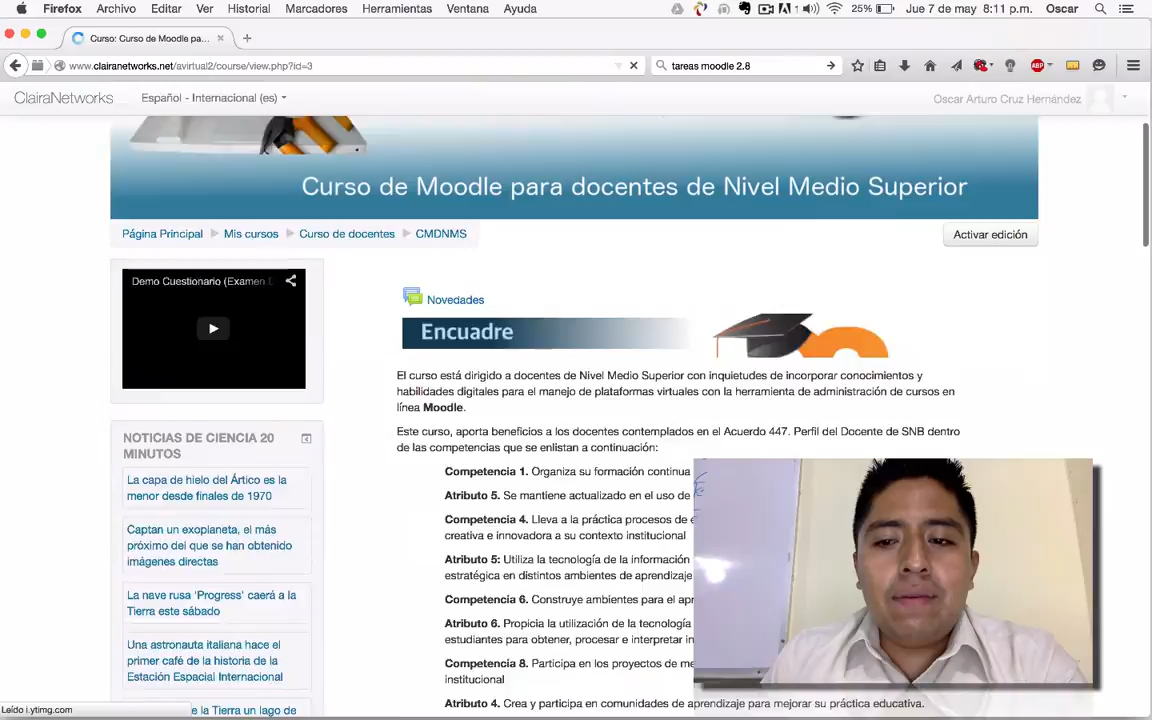 Firefox Archivo Editar Ver Historial Marcadores Herramientas Ventana Ayuda 1 25% Jue 7 de may 8:11 p.m. Oscar
Curso: Curso de Moodle pa...
www.clairanetworks.net/avirtual2/course/view.php?id=3
tareas moodle 2.8
ABP
ClairaNetworks Español - Internacional (es) Oscar Arturo Cruz Hernández
Curso de Moodle para docentes de Nivel Medio Superior
Página Principal Mis cursos Curso de docentes CMDNMS
Activar edición
Demo Cuestionario (Examen
Novedades
Encuadre
El curso está dirigido a docentes de Nivel Medio Superior con inquietudes de incorporar conocimientos y
habilidades digitales para el manejo de plataformas virtuales con la herramienta de administración de cursos en
línea Moodle.
Este curso, aporta beneficios a los docentes contemplados en el Acuerdo 447. Perfil del Docente de SNB dentro
de las competencias que se enlistan a continuación:
Competencia 1. Organiza su formación continua
Atributo 5. Se mantiene actualizado en el uso de
Competencia 4. Lleva a la práctica procesos de
creativa e innovadora a su contexto institucional
Atributo 5: Utiliza la tecnología de la información
estratégica en distintos ambientes de aprendizaje
Competencia 6. Construye ambientes para el apr
Atributo 6. Propicia la utilización de la tecnología
estudiantes para obtener, procesar e interpretar in
Competencia 8. Participa en los proyectos de me
institucional
Atributo 4. Crea y participa en comunidades de aprendizaje para mejorar su práctica educativa.
NOTICIAS DE CIENCIA 20
MINUTOS
La capa de hielo del Ártico es la
menor desde finales de 1970
Captan un exoplaneta, el más
próximo del que se han obtenido
imágenes directas
La nave rusa 'Progress' caerá a la
Tierra este sábado
Una astronauta italiana hace el
primer café de la historia de la
Estación Espacial Internacional
e la Tierra un lago de
Leído i.ytimg.com